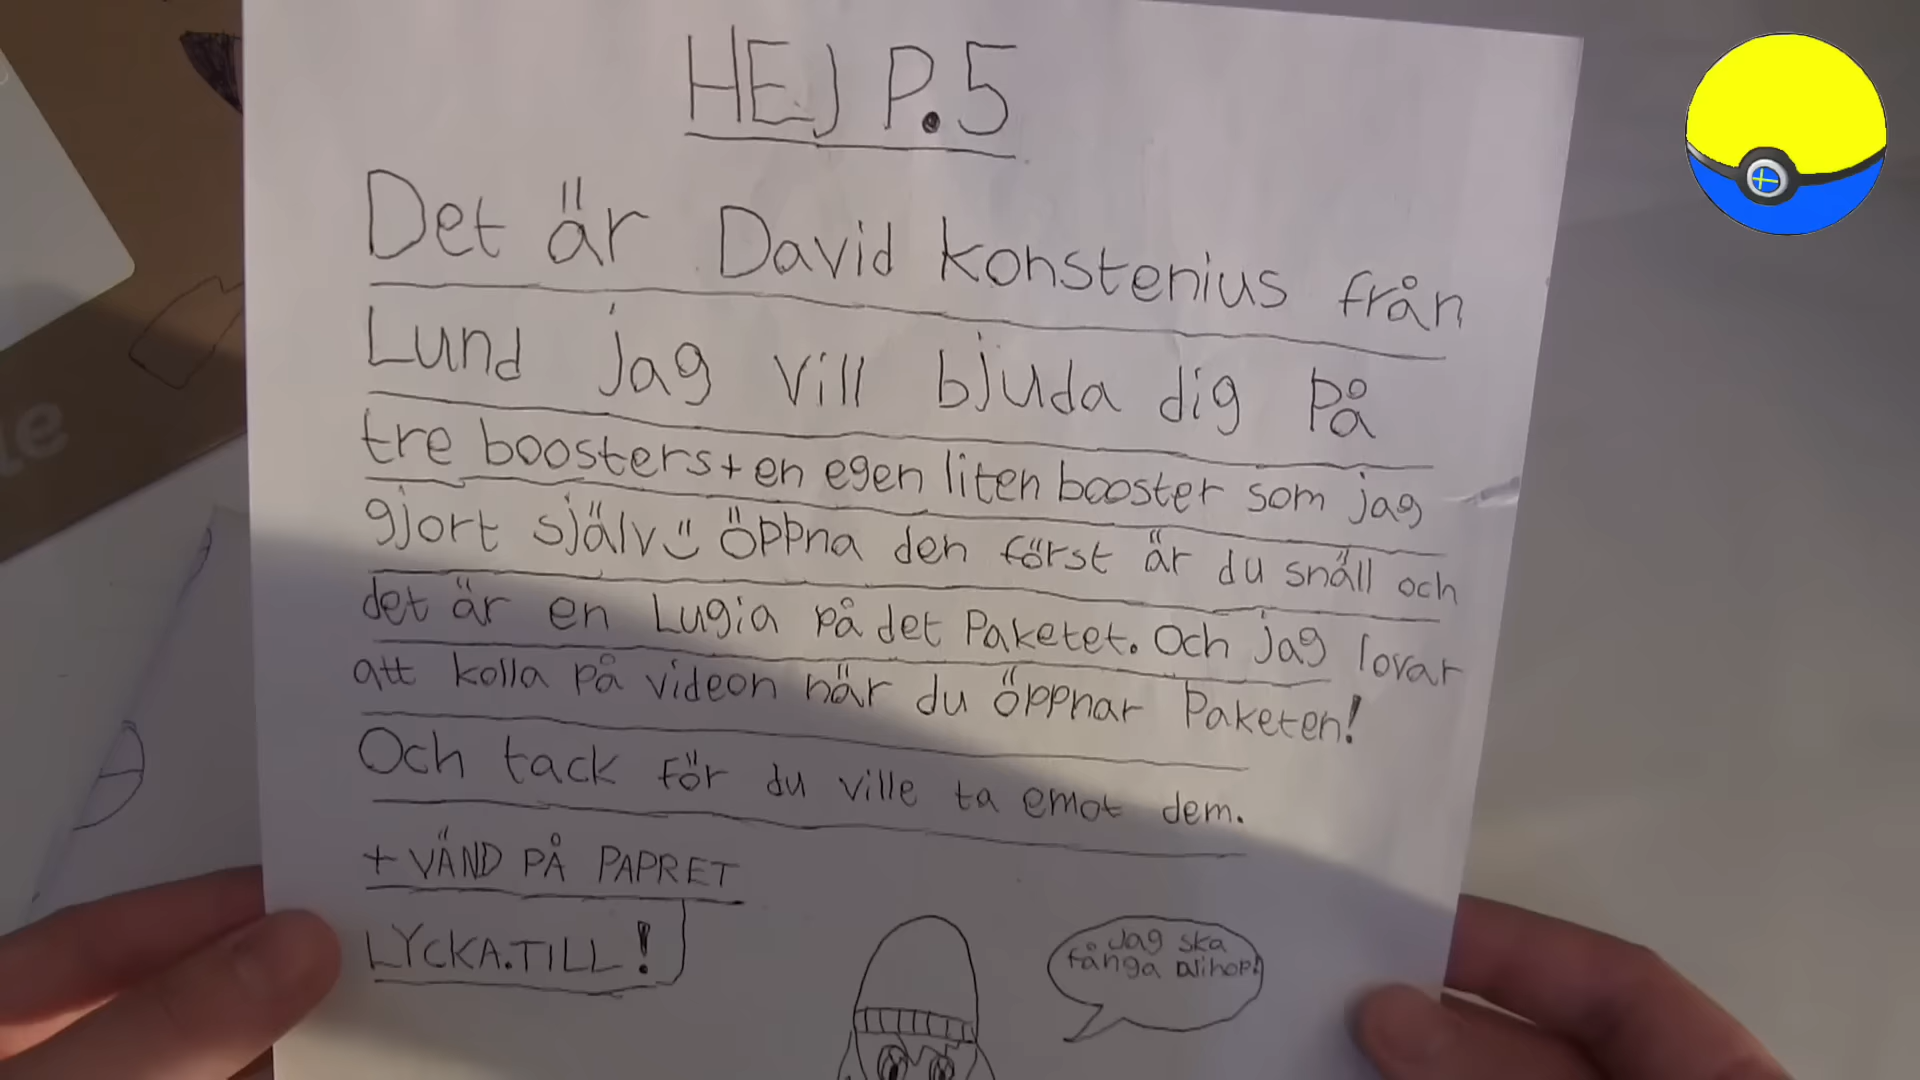 HEJ P.5
Det är David konstenius från
Lund jag vill bjuda dig på
tre boosters + en egen liten booster som jag
gjort själv öppna den först är du snäll och
det är en Lugia på det Paketet. Och jag lovar
att kolla på videon när du öppnar Paketen!
Och tack för du ville ta emot dem.
+ VÄND PÅ PAPRET
LYCKA.TILL!
Jag ska
fånga allihop!